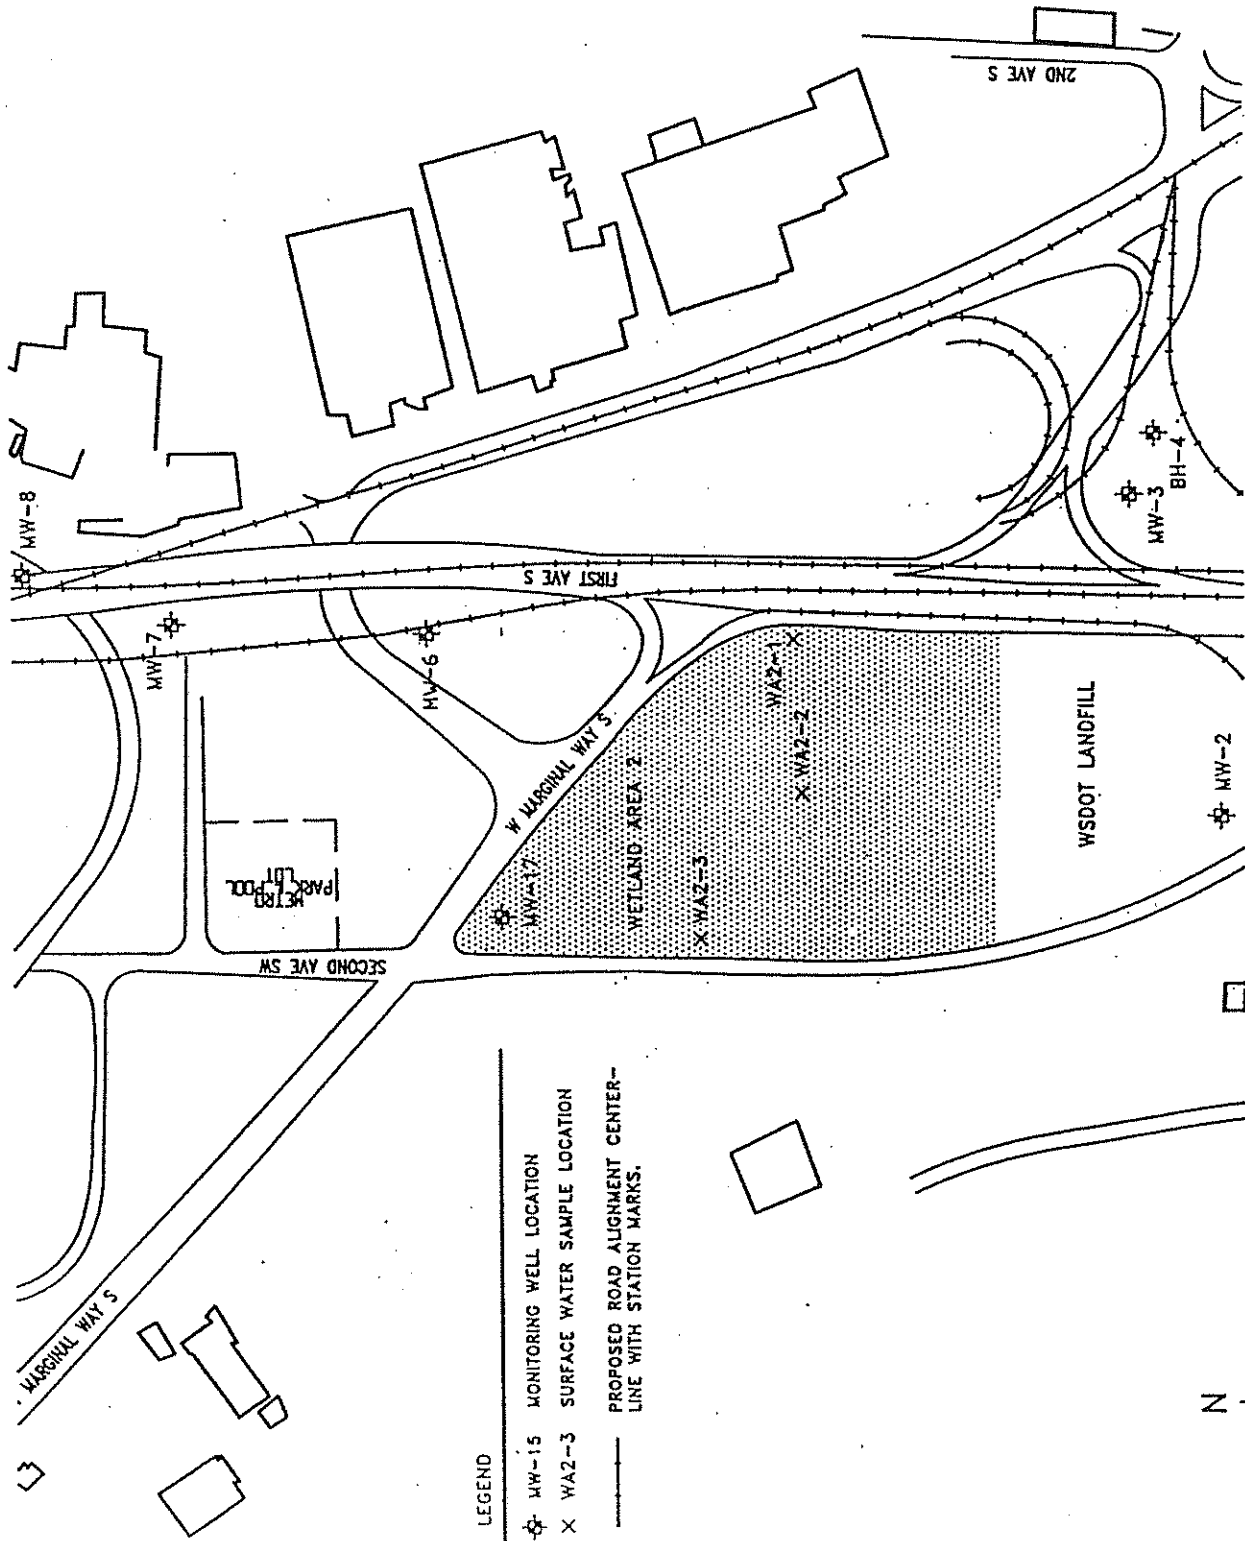 2ND AVE S
MW-8
MW-7
MW-6
FIRST AVE S
MW-3
BH-4
METRO
PARK & POOL
LOT
SECOND AVE SW
W MARGINAL WAY S.
MW-17
WETLAND AREA 2
WA2-1
WA2-2
WA2-3
WSDOT LANDFILL
MW-2
MARGINAL WAY S
LEGEND
MW-15 MONITORING WELL LOCATION
WA2-3 SURFACE WATER SAMPLE LOCATION
PROPOSED ROAD ALIGNMENT CENTER-
LINE WITH STATION MARKS.
N